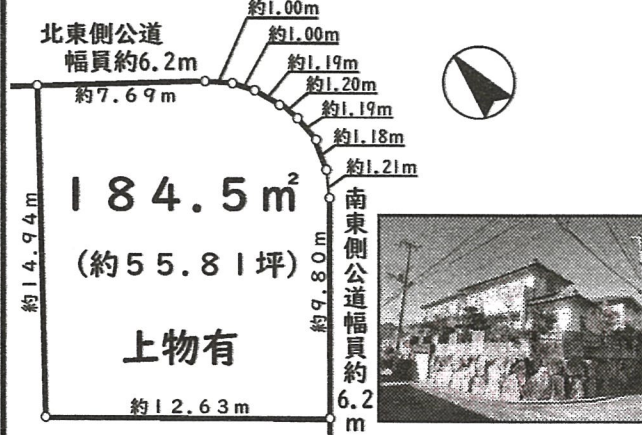 約1.00m
北東側公道
幅員約6.2m
約1.00m
約1.19m
約1.20m
約1.19m
約1.18m
約1.21m
約7.69m
184.5㎡
(約55.81坪)
約14.94m
約9.80m
南東側公道幅員約6.2m
上物有
約12.63m